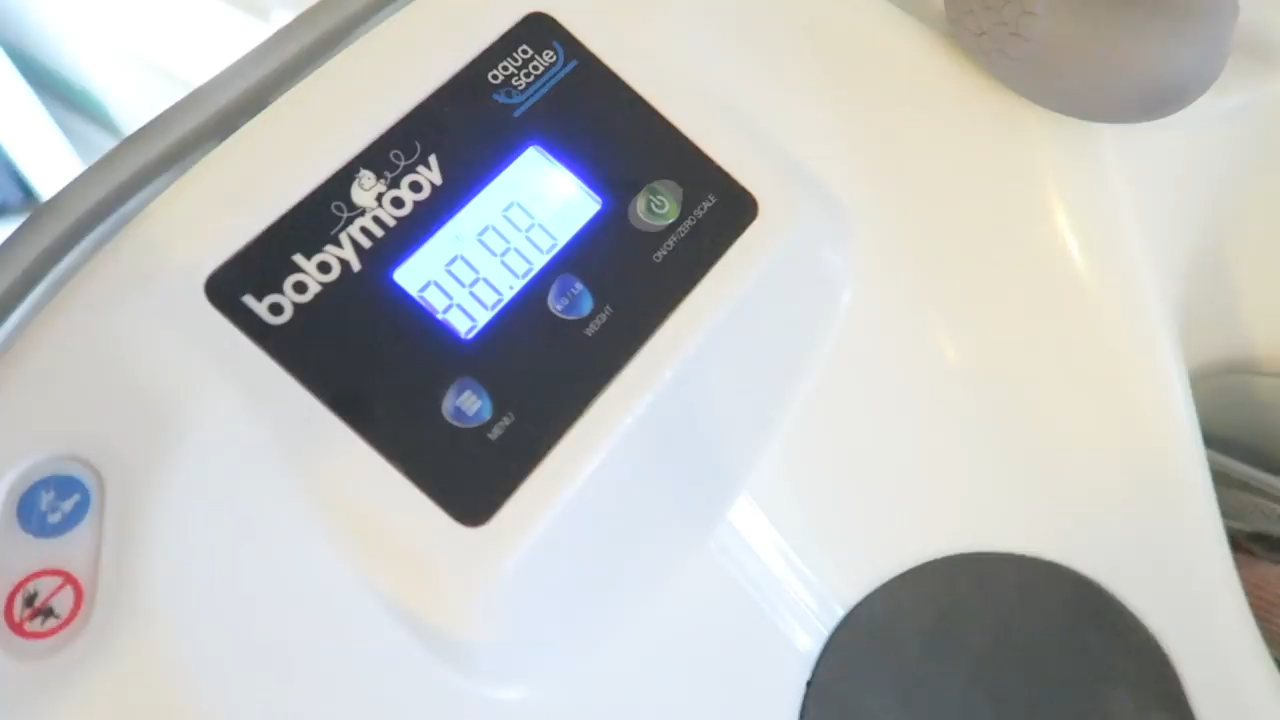 aqua
scale
babymoov
88.88
ON/OFF/ZERO SCALE
KG / LB
WEIGHT
MENU